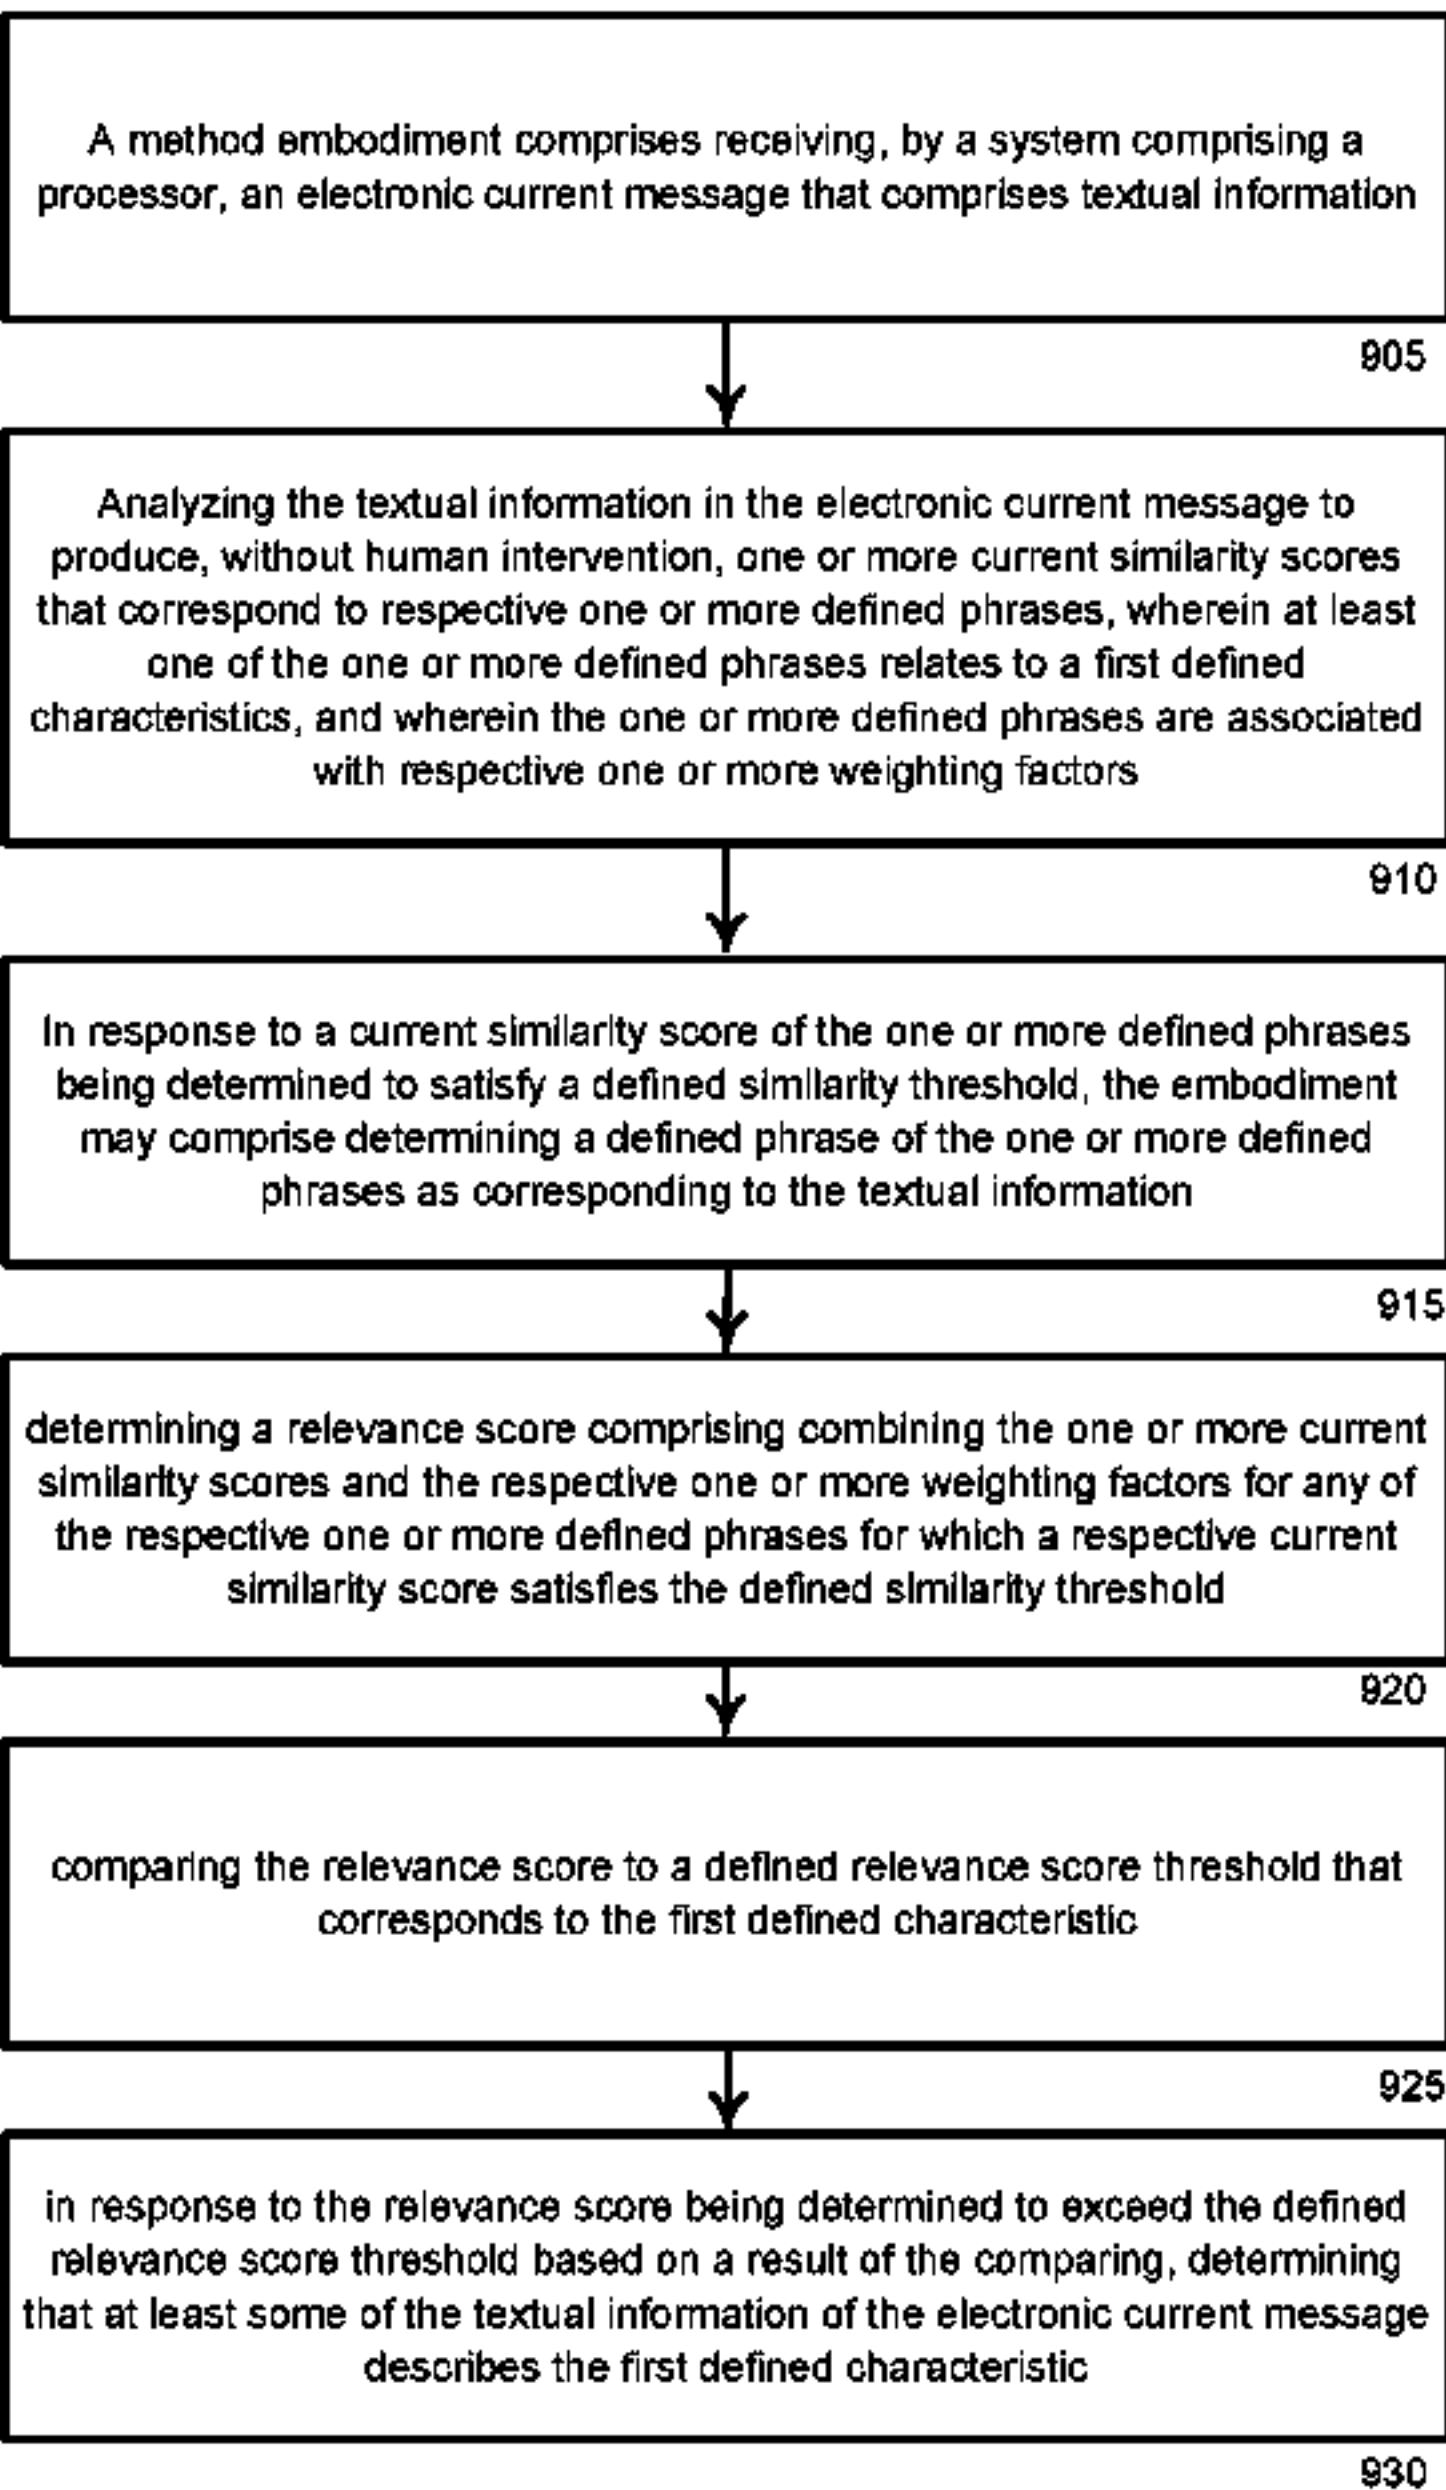 A method embodiment comprises receiving, by a system comprising a
processor, an electronic current message that comprises textual information
905
Analyzing the textual information in the electronic current message to
produce, without human intervention, one or more current similarity scores
that correspond to respective one or more defined phrases, wherein at least
one of the one or more defined phrases relates to a first defined
characteristics, and wherein the one or more defined phrases are associated
with respective one or more weighting factors
910
In response to a current similarity score of the one or more defined phrases
being determined to satisfy a defined similarity threshold, the embodiment
may comprise determining a defined phrase of the one or more defined
phrases as corresponding to the textual information
915
determining a relevance score comprising combining the one or more current
similarity scores and the respective one or more weighting factors for any of
the respective one or more defined phrases for which a respective current
similarity score satisfies the defined similarity threshold
920
comparing the relevance score to a defined relevance score threshold that
corresponds to the first defined characteristic
925
in response to the relevance score being determined to exceed the defined
relevance score threshold based on a result of the comparing, determining
that at least some of the textual information of the electronic current message
describes the first defined characteristic
930